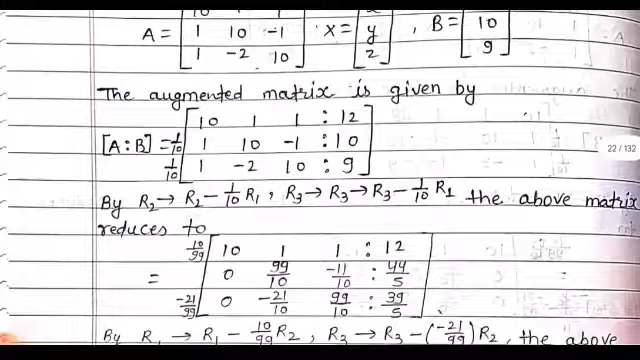 10 1 1
A = [1 10 -1] X = [y] , B = [10]
1 -2 10 z 9
The augmented matrix is given by
10 1 1 : 12
[A : B] = 1/10 1 10 -1 : 10
1/10 1 -2 10 : 9
22 / 132
By R2 → R2 - 1/10 R1 , R3 → R3 → R3 - 1/10 R1 the above matrix
reduces to
10/99 10 1 1 : 12
= 0 99/10 -11/10 : 44/5
-21/99 0 -21/10 99/10 : 39/5
By R1 → R1 - 10/99 R2 , R3 → R3 - (-21/99) R2 , the above